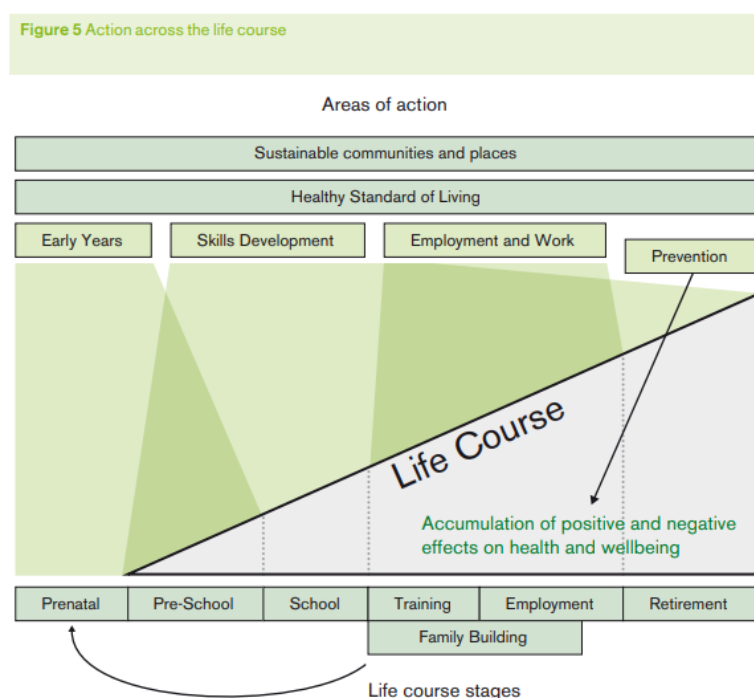 Figure 5 Action across the life course
Areas of action
Sustainable communities and places
Healthy Standard of Living
Early Years
Skills Development
Employment and Work
Prevention
Life Course
Accumulation of positive and negative
effects on health and wellbeing
Prenatal
Pre-School
School
Training
Employment
Retirement
Family Building
Life course stages